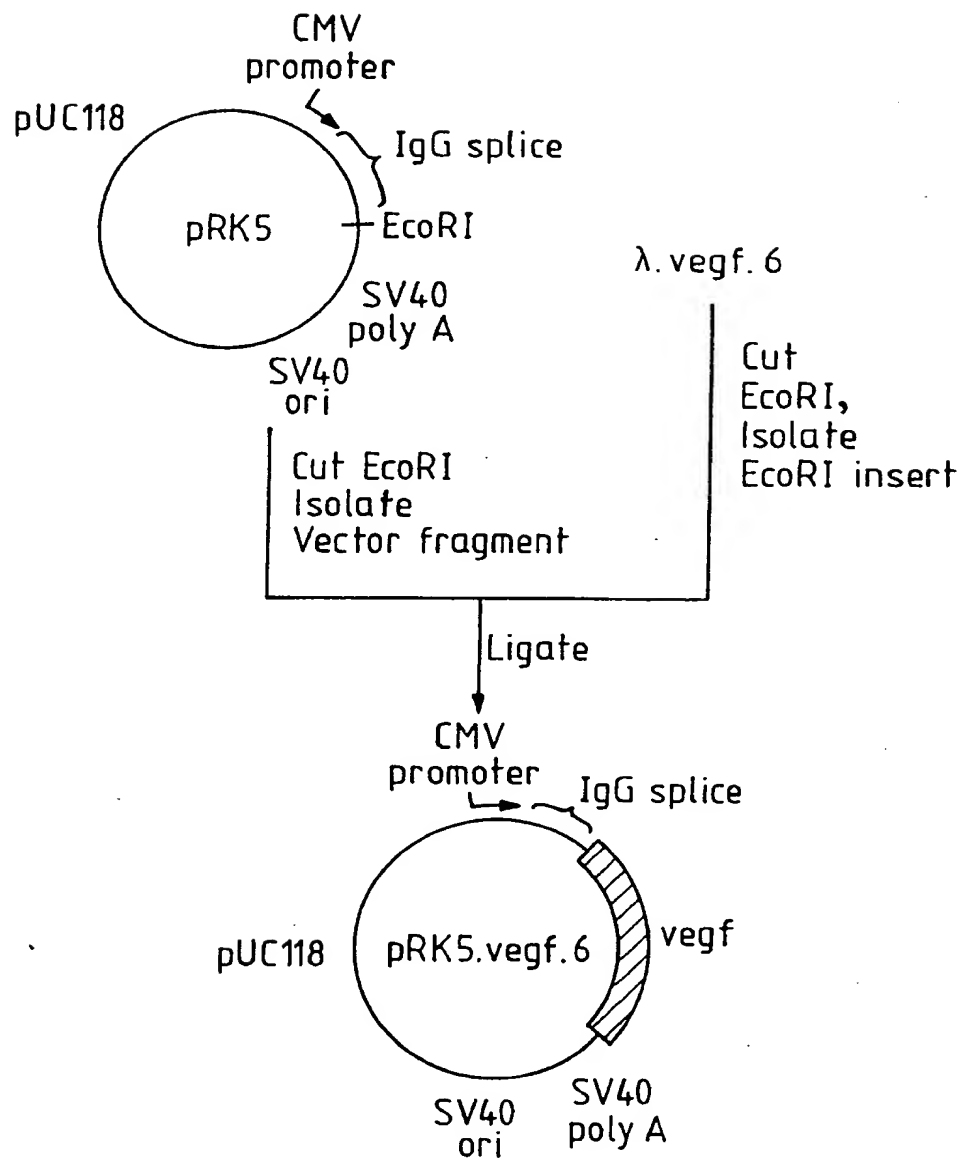 CMV
promoter
pUC118
IgG splice
pRK5
EcoRI
SV40
poly A
SV40
ori
λ.vegf.6
Cut
EcoRI,
Isolate
EcoRI insert
Cut EcoRI
Isolate
Vector fragment
Ligate
CMV
promoter
IgG splice
pUC118
pRK5.vegf.6
vegf
SV40
ori
SV40
poly A